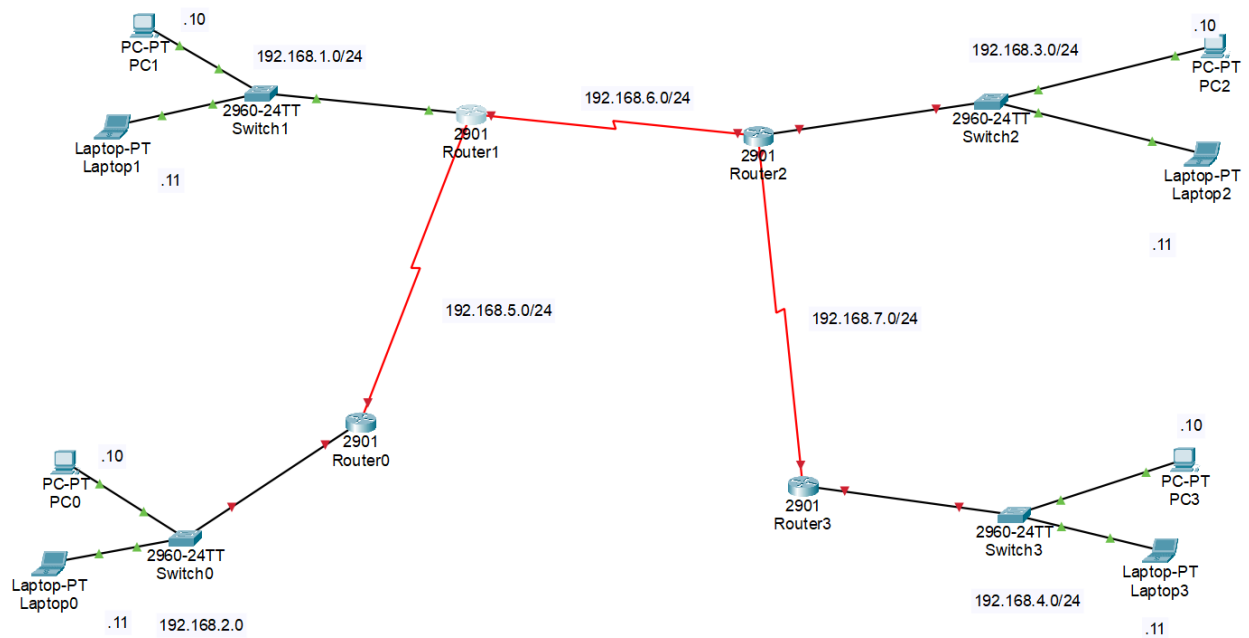 .10
PC-PT
PC1
192.168.1.0/24
2960-24TT
Switch1
Laptop-PT
Laptop1
.11
2901
Router1
192.168.6.0/24
2901
Router2
192.168.3.0/24
2960-24TT
Switch2
.10
PC-PT
PC2
Laptop-PT
Laptop2
.11
192.168.5.0/24
192.168.7.0/24
2901
Router0
.10
PC-PT
PC0
2960-24TT
Switch0
Laptop-PT
Laptop0
.11
192.168.2.0
2901
Router3
2960-24TT
Switch3
.10
PC-PT
PC3
Laptop-PT
Laptop3
192.168.4.0/24
.11